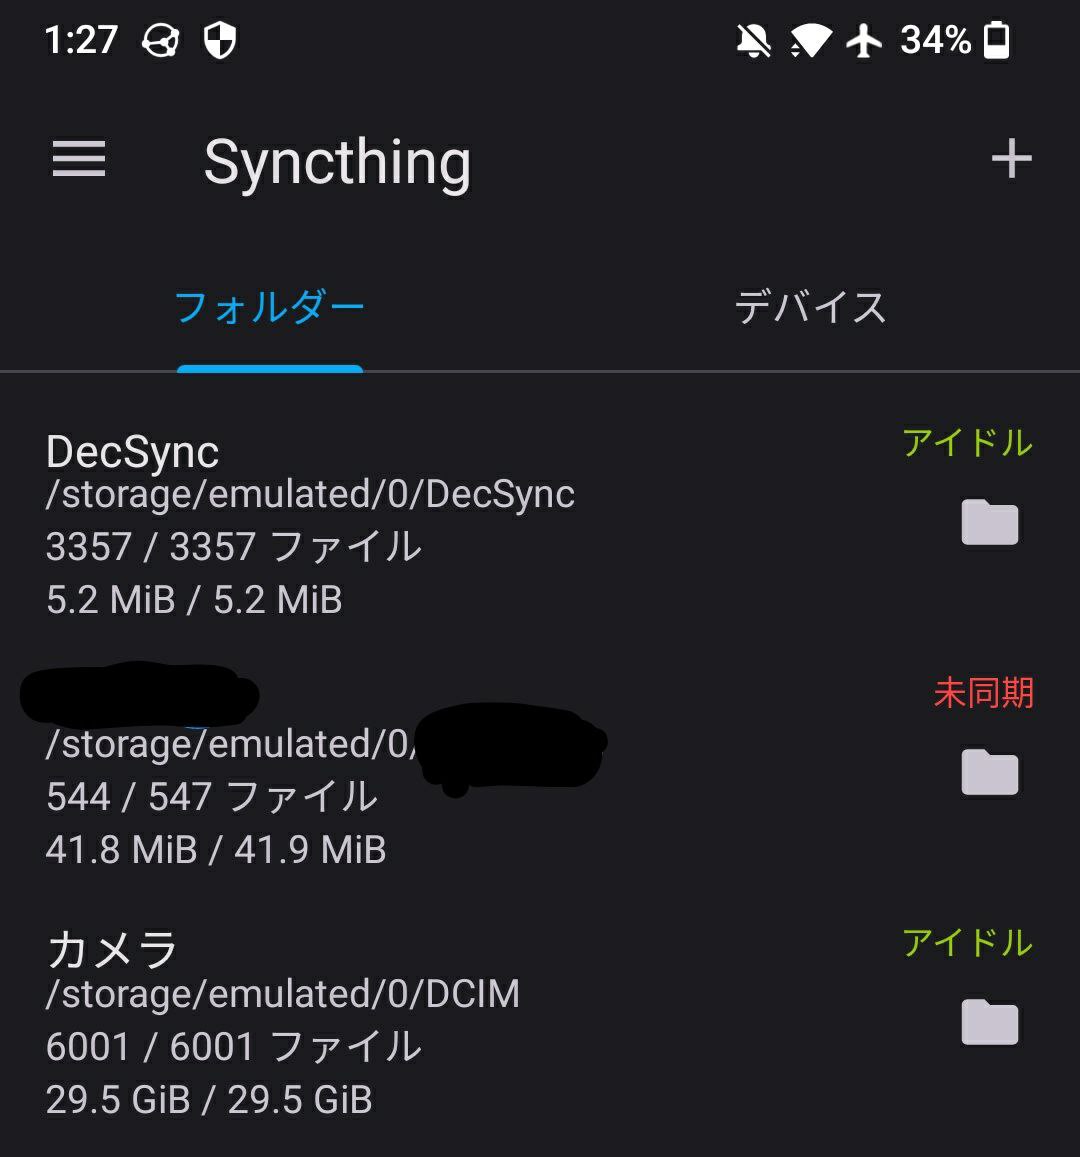 1:27
34%
Syncthing
フォルダー
デバイス
DecSync
アイドル
/storage/emulated/0/DecSync
3357 / 3357 ファイル
5.2 MiB / 5.2 MiB
未同期
/storage/emulated/0/
544 / 547 ファイル
41.8 MiB / 41.9 MiB
カメラ
アイドル
/storage/emulated/0/DCIM
6001 / 6001 ファイル
29.5 GiB / 29.5 GiB